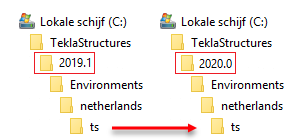 Lokale schijf (C:)
TeklaStructures
2019.1
Environments
netherlands
ts
Lokale schijf (C:)
TeklaStructures
2020.0
Environments
netherlands
ts